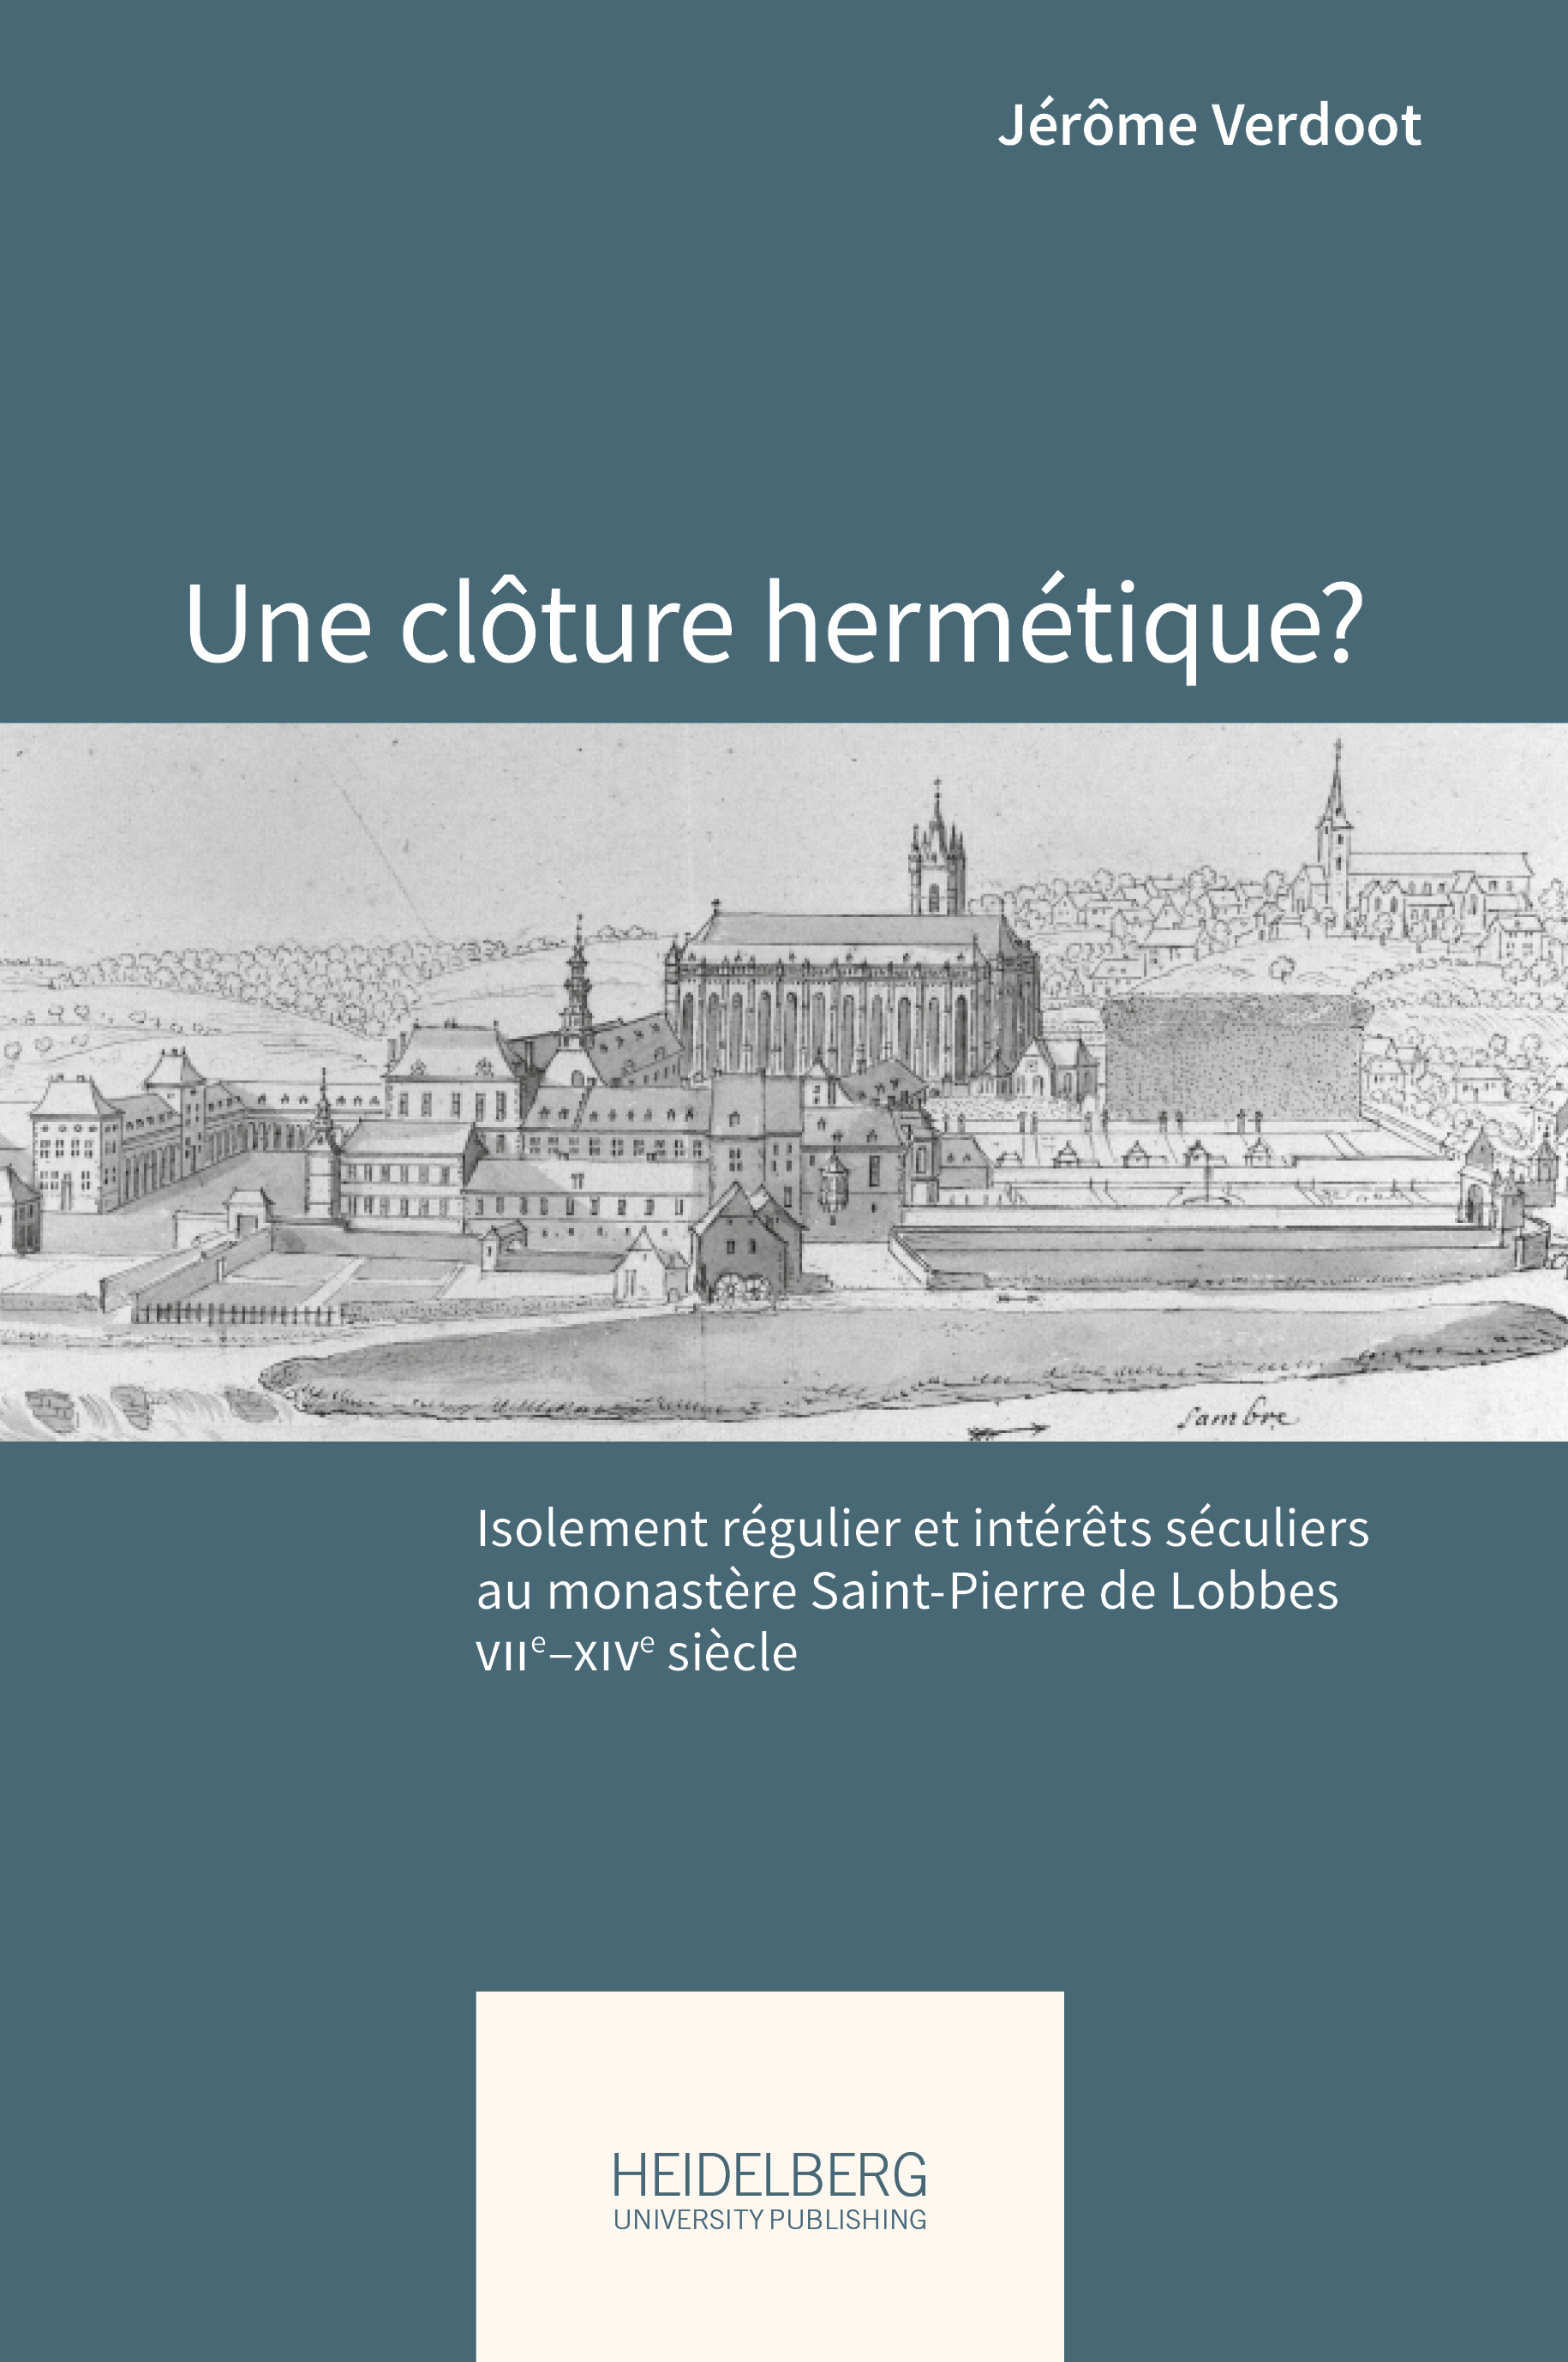 Jérôme Verdoot
Une clôture hermétique?
Sambre
Isolement régulier et intérêts séculiers
au monastère Saint-Pierre de Lobbes
VIIᵉ–XIVᵉ siècle
HEIDELBERG
UNIVERSITY PUBLISHING